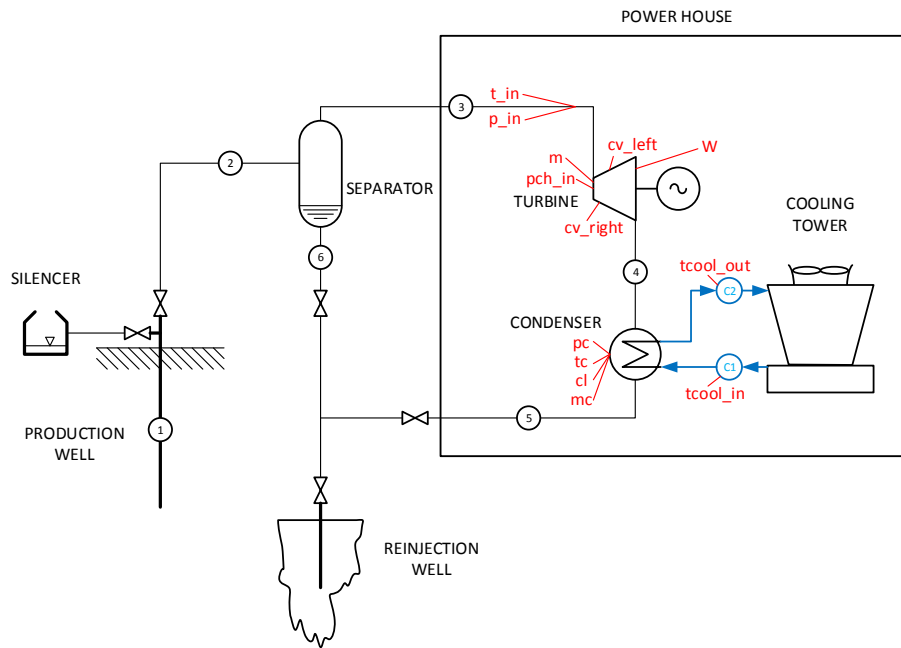 POWER HOUSE
t_in
3
p_in
cv_left
W
2
m
SEPARATOR
pch_in
TURBINE
COOLING
TOWER
cv_right
6
4
tcool_out
SILENCER
C2
CONDENSER
pc
tc
C1
cl
tcool_in
mc
5
1
PRODUCTION
WELL
REINJECTION
WELL